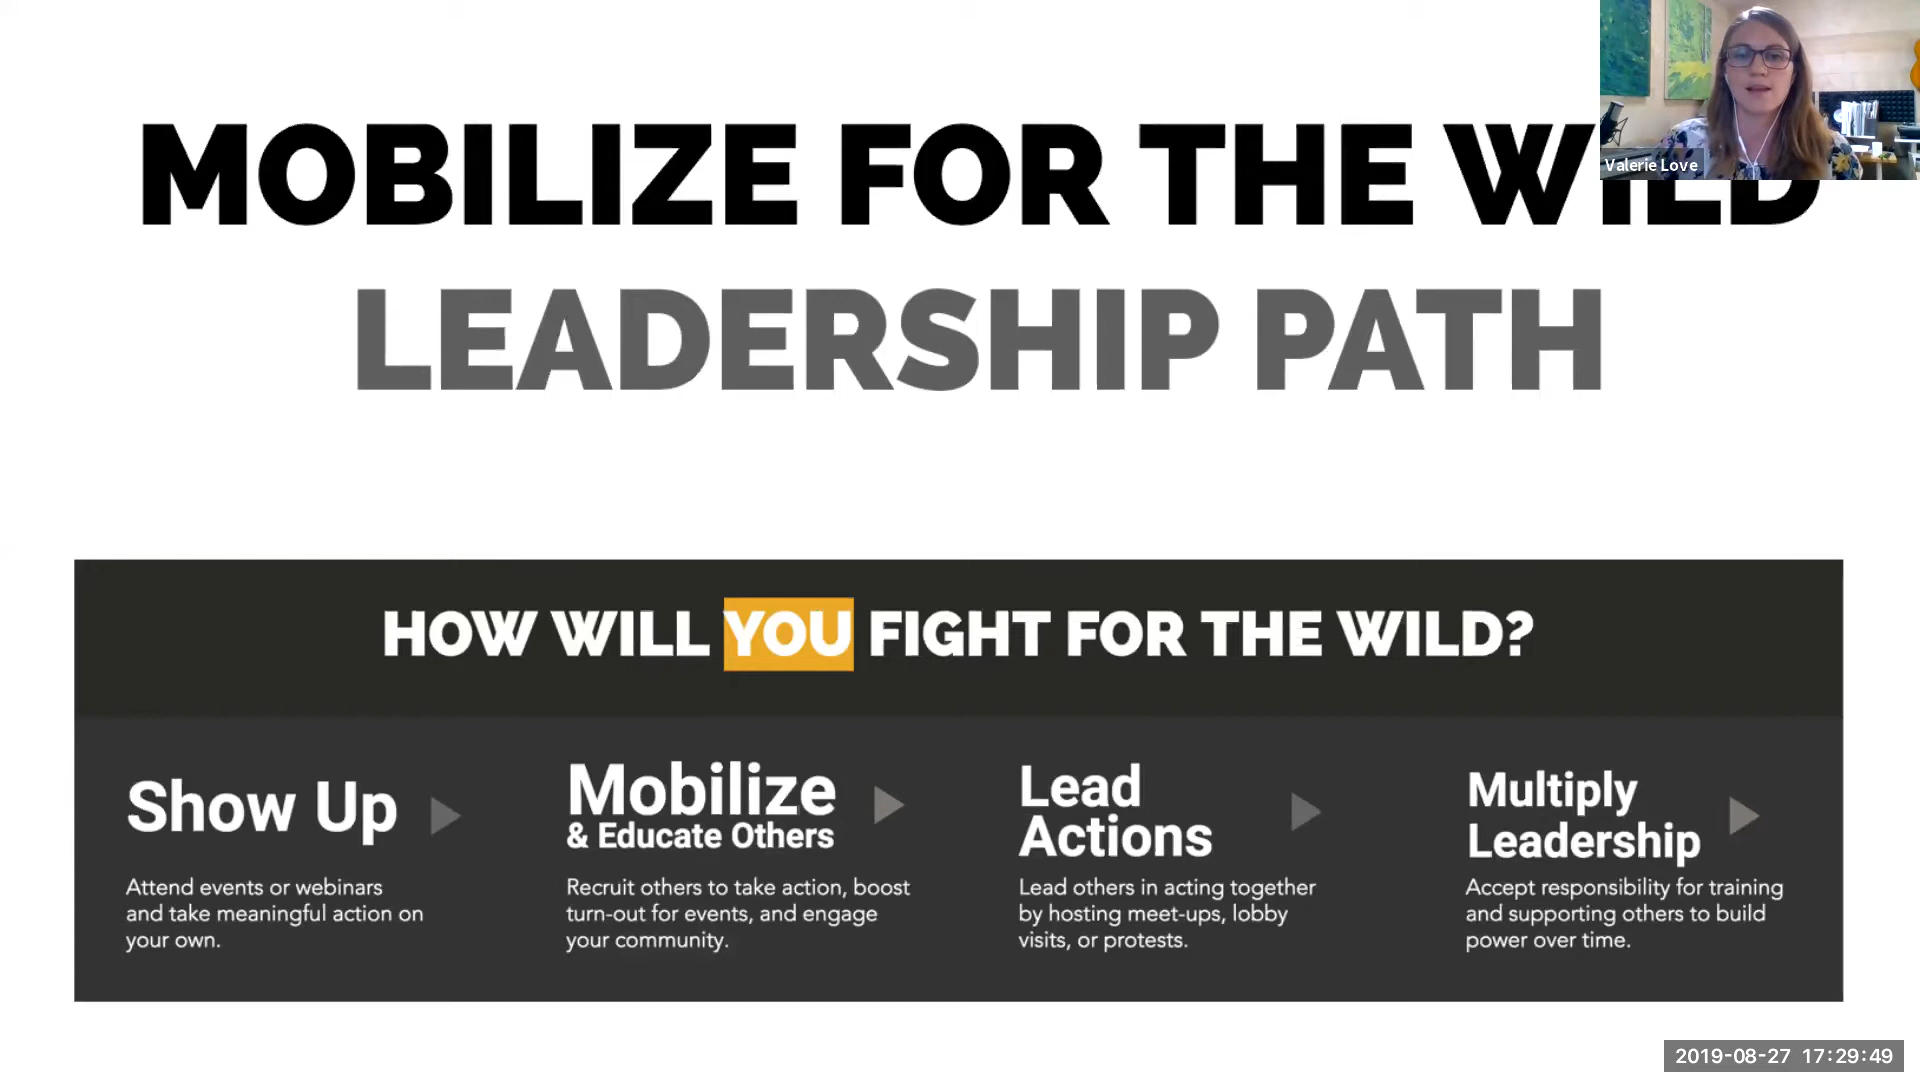 MOBILIZE FOR THE WILD
Valerie Love
LEADERSHIP PATH
HOW WILL YOU FIGHT FOR THE WILD?
Show Up
Attend events or webinars
and take meaningful action on
your own.
Mobilize
& Educate Others
Recruit others to take action, boost
turn-out for events, and engage
your community.
Lead
Actions
Lead others in acting together
by hosting meet-ups, lobby
visits, or protests.
Multiply
Leadership
Accept responsibility for training
and supporting others to build
power over time.
2019-08-27 17:29:49